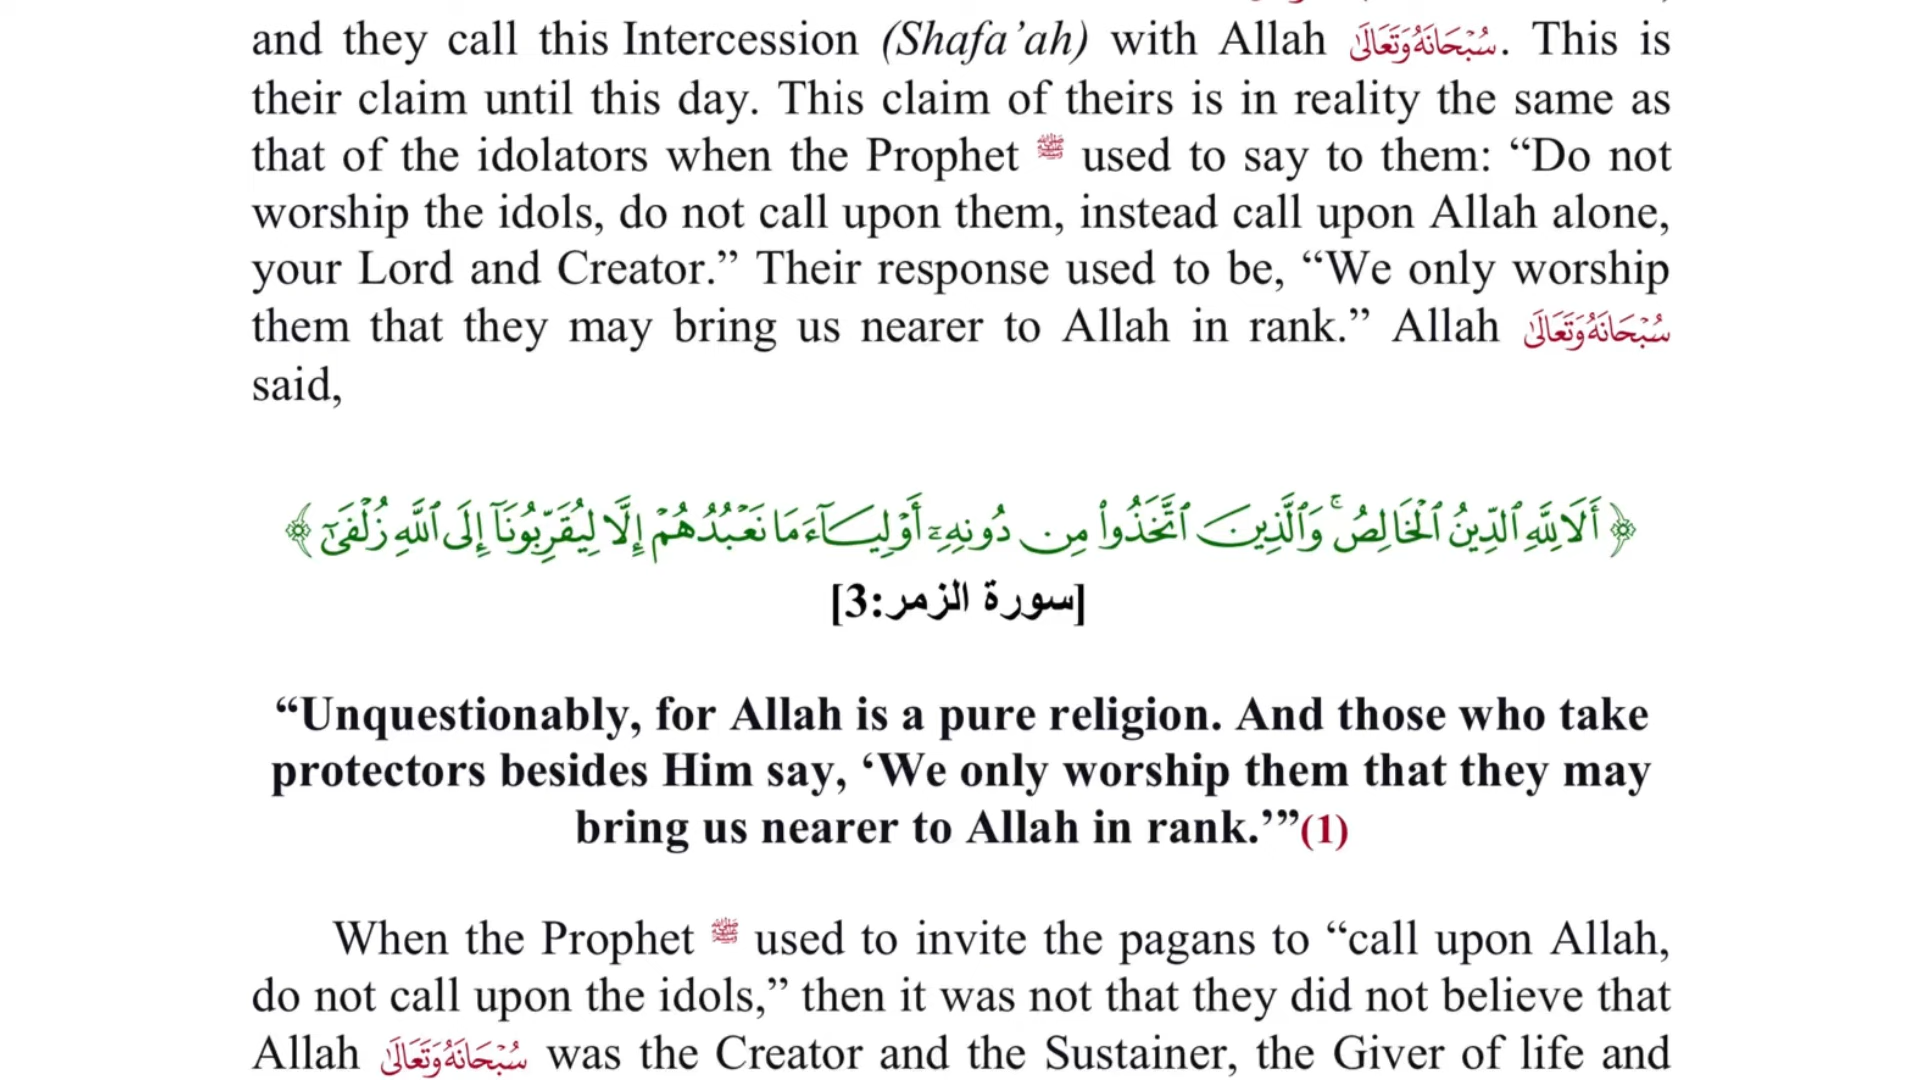 and they call this Intercession (Shafa’ah) with Allah سُبْحَانَهُ وَتَعَالَىٰ. This is
their claim until this day. This claim of theirs is in reality the same as
that of the idolators when the Prophet ﷺ used to say to them: “Do not
worship the idols, do not call upon them, instead call upon Allah alone,
your Lord and Creator.” Their response used to be, “We only worship
them that they may bring us nearer to Allah in rank.” Allah سُبْحَانَهُ وَتَعَالَىٰ
said,
﴿ أَلَا لِلَّهِ ٱلدِّينُ ٱلْخَالِصُ ۚ وَٱلَّذِينَ ٱتَّخَذُوا۟ مِن دُونِهِۦٓ أَوْلِيَآءَ مَا نَعْبُدُهُمْ إِلَّا لِيُقَرِّبُونَآ إِلَى ٱللَّهِ زُلْفَىٰٓ ﴾
[سورة الزمر:3]
“Unquestionably, for Allah is a pure religion. And those who take
protectors besides Him say, ‘We only worship them that they may
bring us nearer to Allah in rank.’”(1)
When the Prophet ﷺ used to invite the pagans to “call upon Allah,
do not call upon the idols,” then it was not that they did not believe that
Allah سُبْحَانَهُ وَتَعَالَىٰ was the Creator and the Sustainer, the Giver of life and